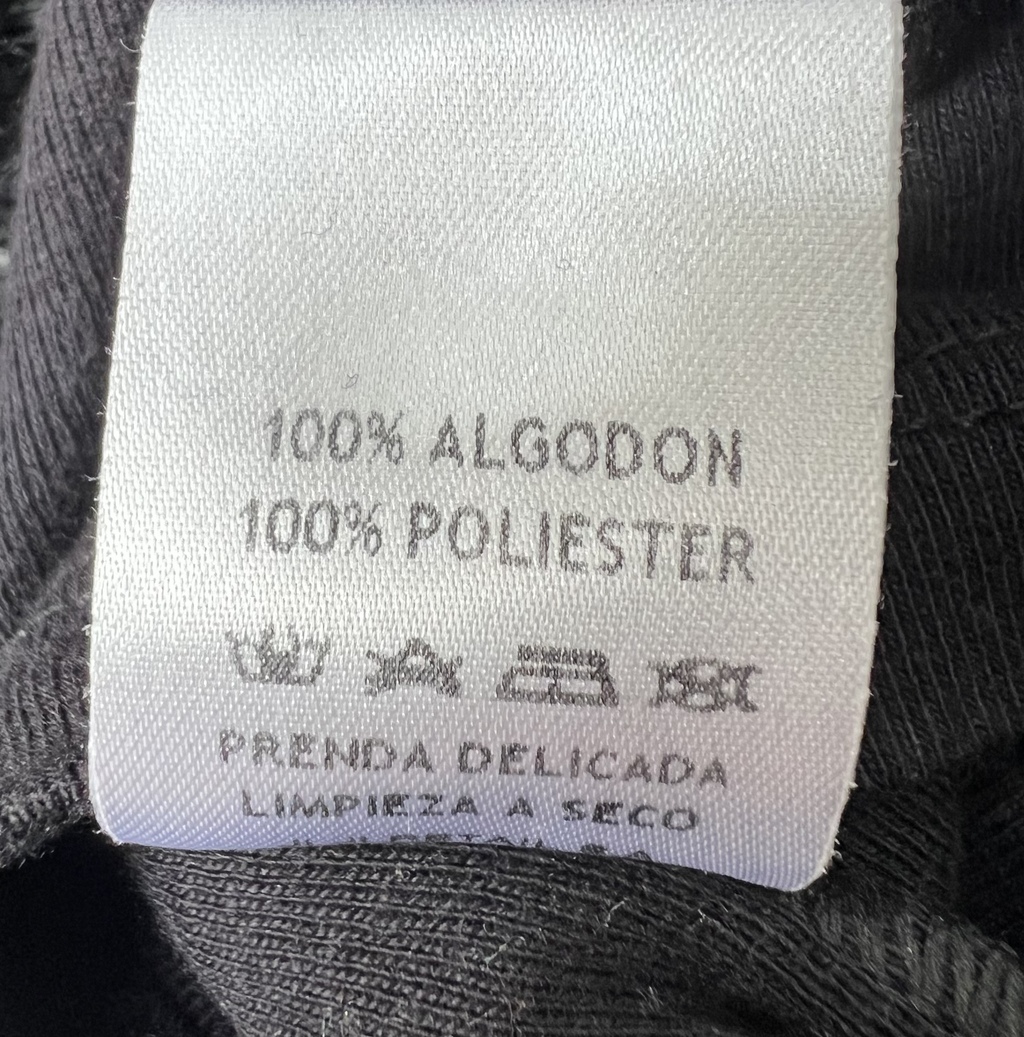 100% ALGODON
100% POLIESTER
PRENDA DELICADA
LIMPIEZA A SECO